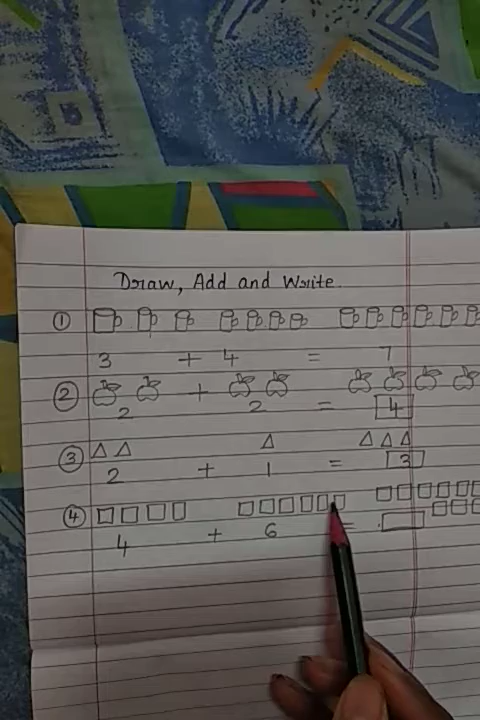 Draw, Add and Write.
① 
3 + 4 = 7
② +
2 2 = 4
③
2 + 1 = 3
④
4 + 6 =